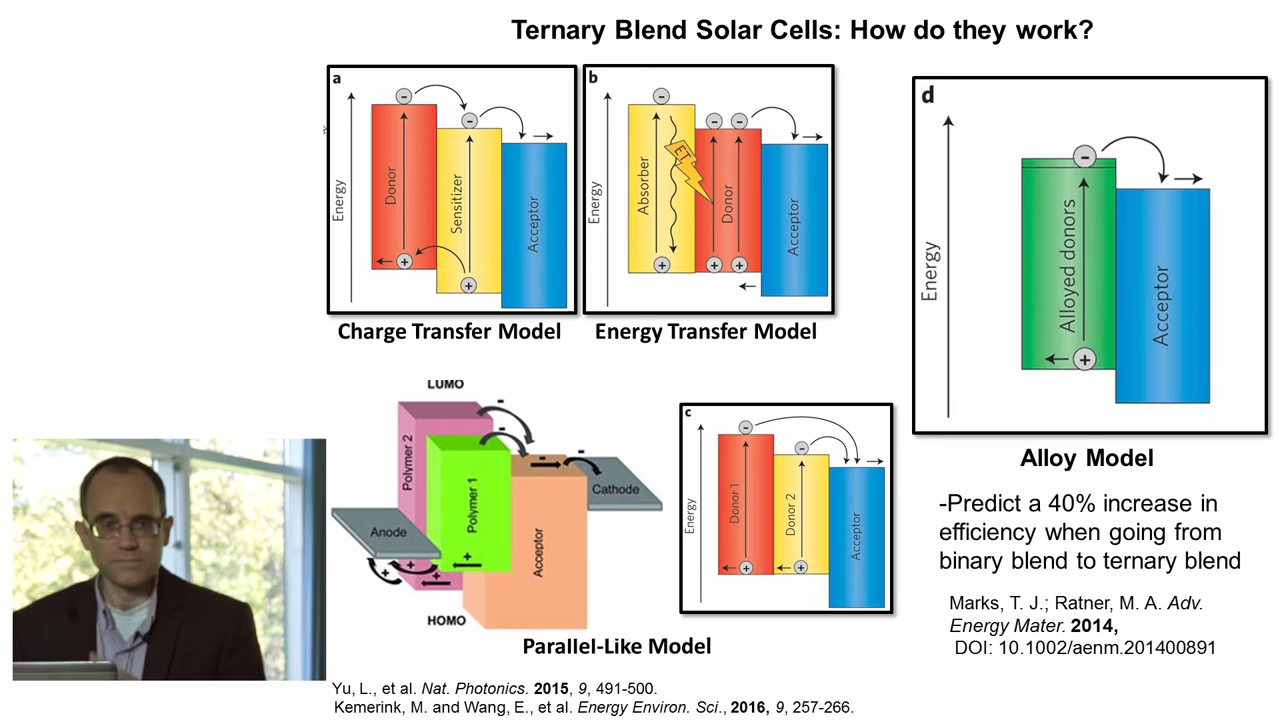 Ternary Blend Solar Cells: How do they work?
a
Energy
Donor
Sensitizer
Acceptor
Charge Transfer Model
b
Energy
Absorber
ET
Donor
Acceptor
Energy Transfer Model
d
Energy
Alloyed donors
Acceptor
Alloy Model
-Predict a 40% increase in
efficiency when going from
binary blend to ternary blend
Marks, T. J.; Ratner, M. A. Adv.
Energy Mater. 2014,
DOI: 10.1002/aenm.201400891
LUMO
Polymer 2
Polymer 1
Acceptor
Cathode
Anode
HOMO
c
Energy
Donor 1
Donor 2
Acceptor
Parallel-Like Model
Yu, L., et al. Nat. Photonics. 2015, 9, 491-500.
Kemerink, M. and Wang, E., et al. Energy Environ. Sci., 2016, 9, 257-266.